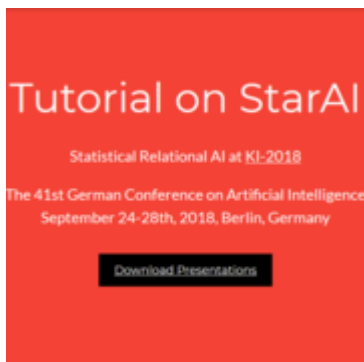 Tutorial on StarAI
Statistical Relational AI at KI-2018
The 41st German Conference on Artificial Intelligence
September 24-28th, 2018, Berlin, Germany
Download Presentations